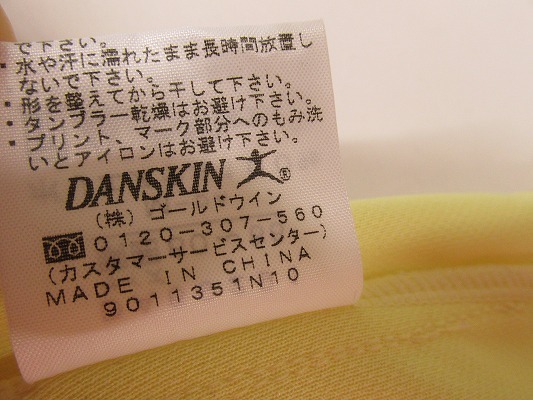 て下さい。
・水や汗に濡れたまま長時間放置し
ないで下さい。
・形を整えてから干して下さい。
・タンブラー乾燥はお避け下さい。
・プリント、マーク部分へのもみ洗
いとアイロンはお避け下さい。
DANSKIN ®
(株) ゴールドウイン
0120-307-560
(カスタマーサービスセンター)
MADE IN CHINA
9011351N10